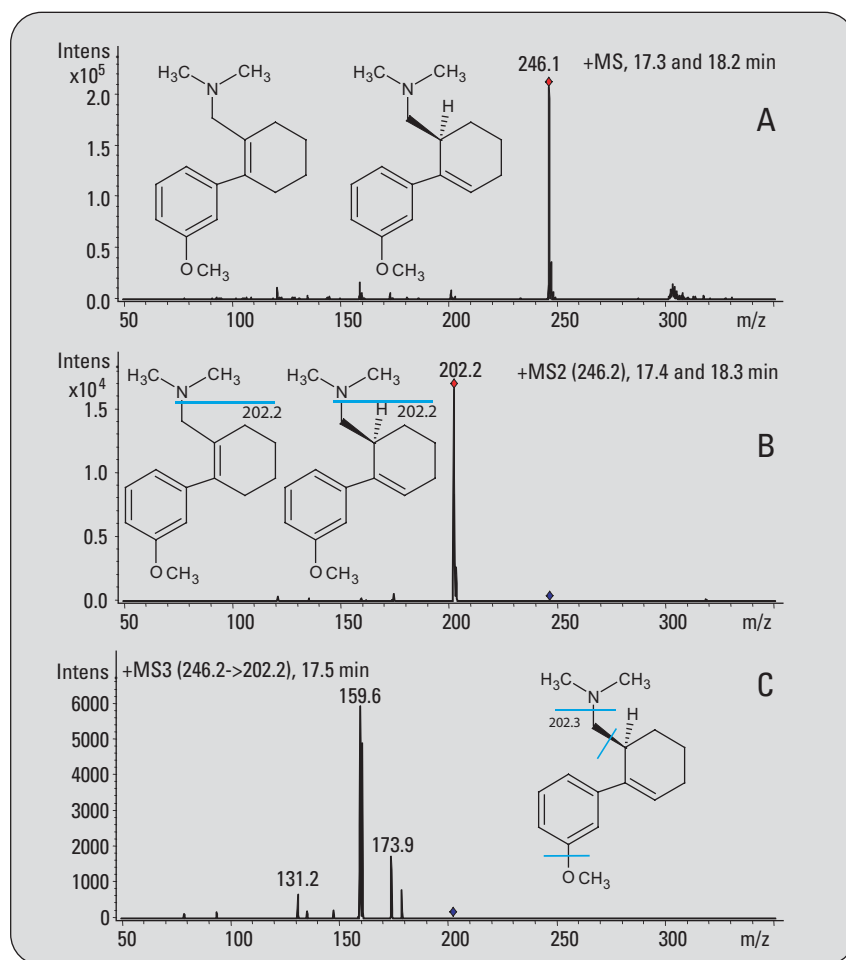 Intens
x10⁵
246.1
+MS, 17.3 and 18.2 min
A
H₃C CH₃
N
OCH₃
H₃C CH₃
N
H
OCH₃
2.0
1.5
1.0
0.5
0.0
50 100 150 200 250 300 m/z
Intens
x10⁴
202.2
+MS2 (246.2), 17.4 and 18.3 min
B
H₃C CH₃
N
202.2
OCH₃
H₃C CH₃
N
H 202.2
OCH₃
1.5
1.0
0.5
0.0
50 100 150 200 250 300 m/z
Intens
+MS3 (246.2->202.2), 17.5 min
C
159.6
173.9
131.2
H₃C CH₃
N
202.3
H
OCH₃
6000
5000
4000
3000
2000
1000
0
50 100 150 200 250 300 m/z